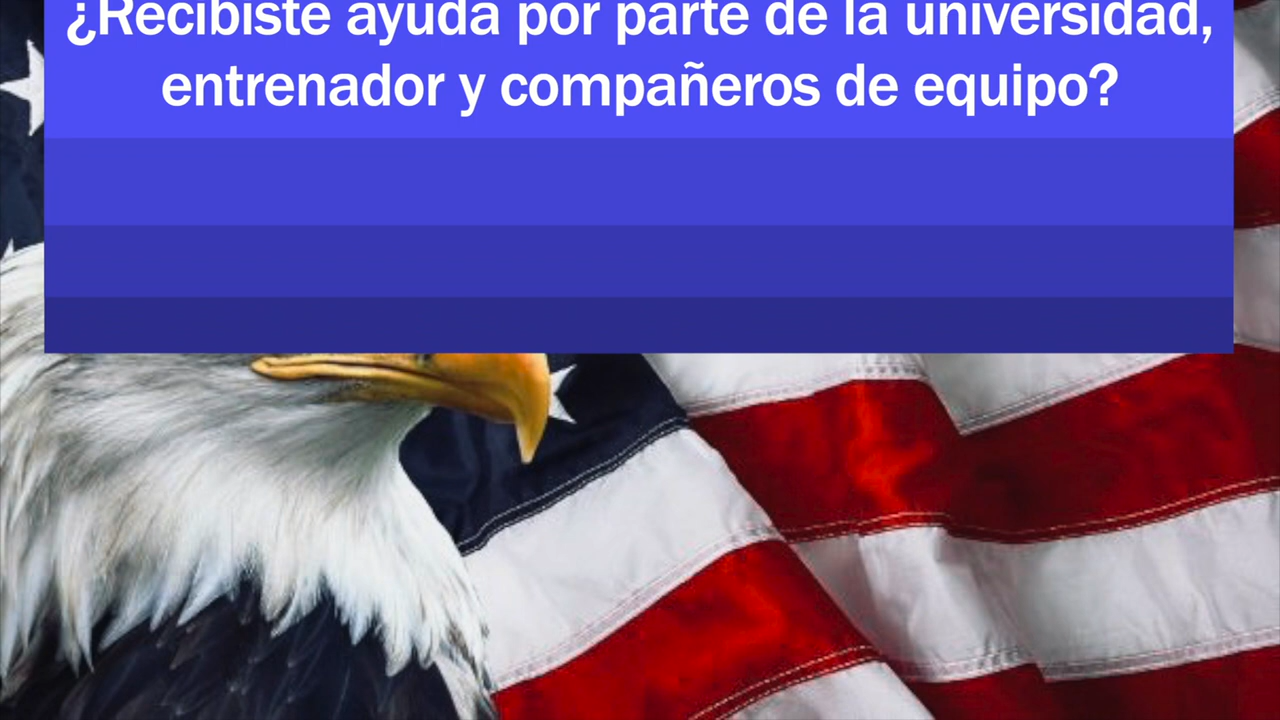 ¿Recibiste ayuda por parte de la universidad,
entrenador y compañeros de equipo?